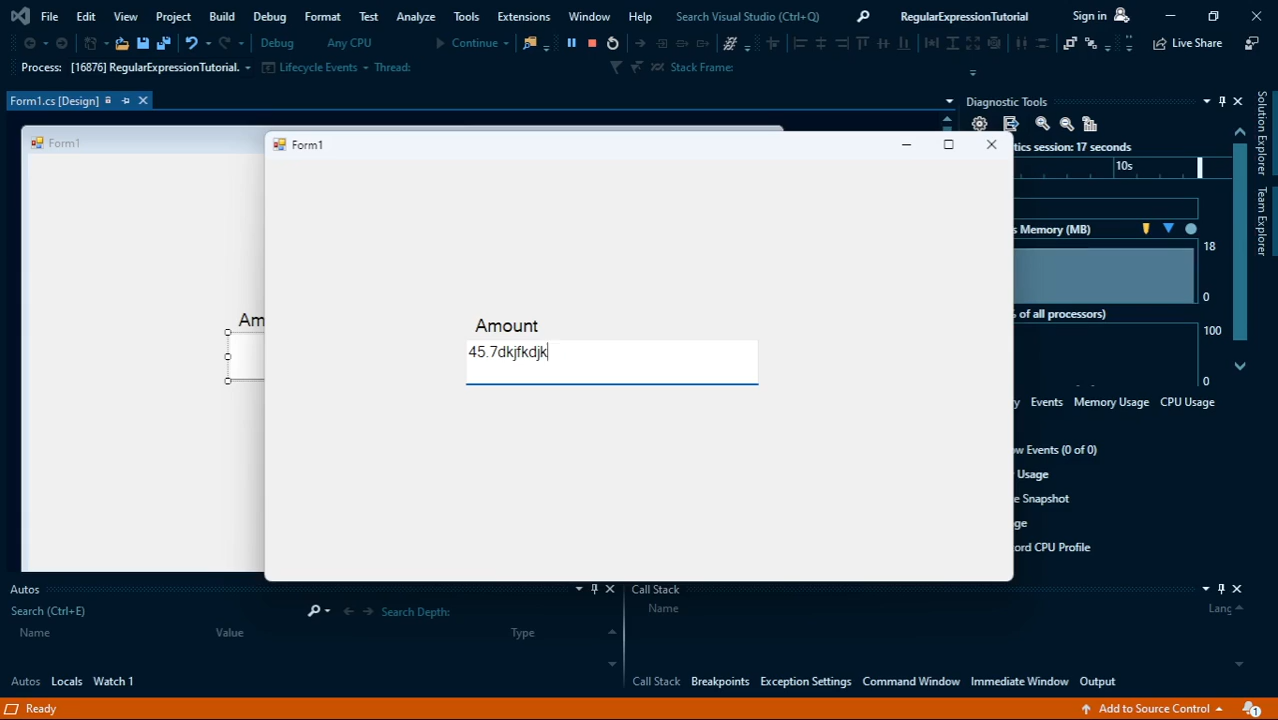 File Edit View Project Build Debug Format Test Analyze Tools Extensions Window Help Search Visual Studio (Ctrl+Q) RegularExpressionTutorial Sign in
Debug Any CPU Continue Live Share
Process: [16876] RegularExpressionTutorial. Lifecycle Events Thread: Stack Frame:
Form1.cs [Design] Diagnostic Tools
Form1 Form1 tics session: 17 seconds
10s
s Memory (MB)
18
0
% of all processors)
100
0
Am
Amount
45.7dkjfkdjk
Events Memory Usage CPU Usage
ow Events (0 of 0)
Usage
e Snapshot
ge
ord CPU Profile
Solution Explorer
Team Explorer
Autos Call Stack
Search (Ctrl+E) Search Depth: Name Lang
Name Value Type
Autos Locals Watch 1 Call Stack Breakpoints Exception Settings Command Window Immediate Window Output
Ready Add to Source Control 1